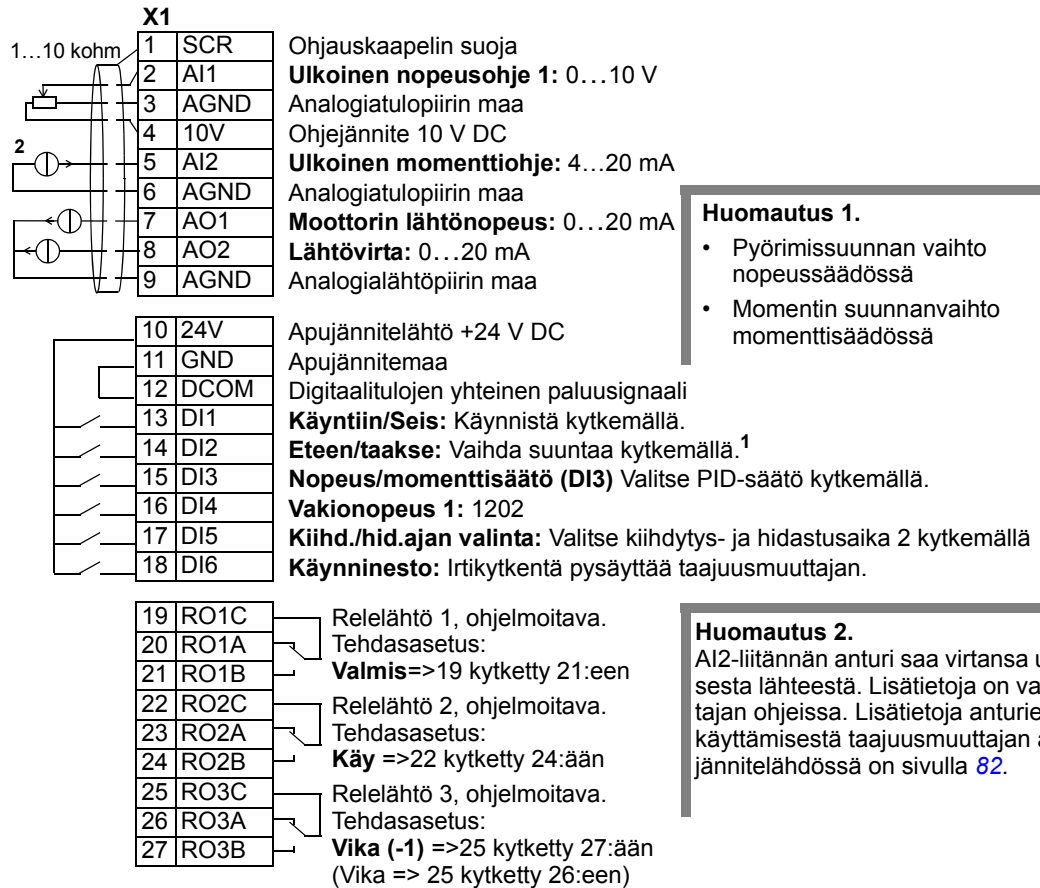 X1
1…10 kohm
1 SCR Ohjauskaapelin suoja
2 AI1 Ulkoinen nopeusohje 1: 0…10 V
3 AGND Analogiatulopiirin maa
4 10V Ohjejännite 10 V DC
2
5 AI2 Ulkoinen momenttiohje: 4…20 mA
6 AGND Analogiatulopiirin maa
7 AO1 Moottorin lähtönopeus: 0…20 mA
8 AO2 Lähtövirta: 0…20 mA
9 AGND Analogialähtöpiirin maa
Huomautus 1.
• Pyörimissuunnan vaihto
nopeussäädössä
• Momentin suunnanvaihto
momenttisäädössä
10 24V Apujännitelähtö +24 V DC
11 GND Apujännitemaa
12 DCOM Digitaalitulojen yhteinen paluusignaali
13 DI1 Käyntiin/Seis: Käynnistä kytkemällä.
14 DI2 Eteen/taakse: Vaihda suuntaa kytkemällä.1
15 DI3 Nopeus/momenttisäätö (DI3) Valitse PID-säätö kytkemällä.
16 DI4 Vakionopeus 1: 1202
17 DI5 Kiihd./hid.ajan valinta: Valitse kiihdytys- ja hidastusaika 2 kytkemällä
18 DI6 Käynninesto: Irtikytkentä pysäyttää taajuusmuuttajan.
19 RO1C Relelähtö 1, ohjelmoitava.
20 RO1A Tehdasasetus:
21 RO1B Valmis=>19 kytketty 21:een
22 RO2C Relelähtö 2, ohjelmoitava.
23 RO2A Tehdasasetus:
24 RO2B Käy =>22 kytketty 24:ään
25 RO3C Relelähtö 3, ohjelmoitava.
26 RO3A Tehdasasetus:
27 RO3B Vika (-1) =>25 kytketty 27:ään
(Vika => 25 kytketty 26:een)
Huomautus 2.
AI2-liitännän anturi saa virtansa
sesta lähteestä. Lisätietoja on
tajan ohjeissa. Lisätietoja
käyttämisestä taajuusmuuttajan
jännitelähdössä on sivulla 82.